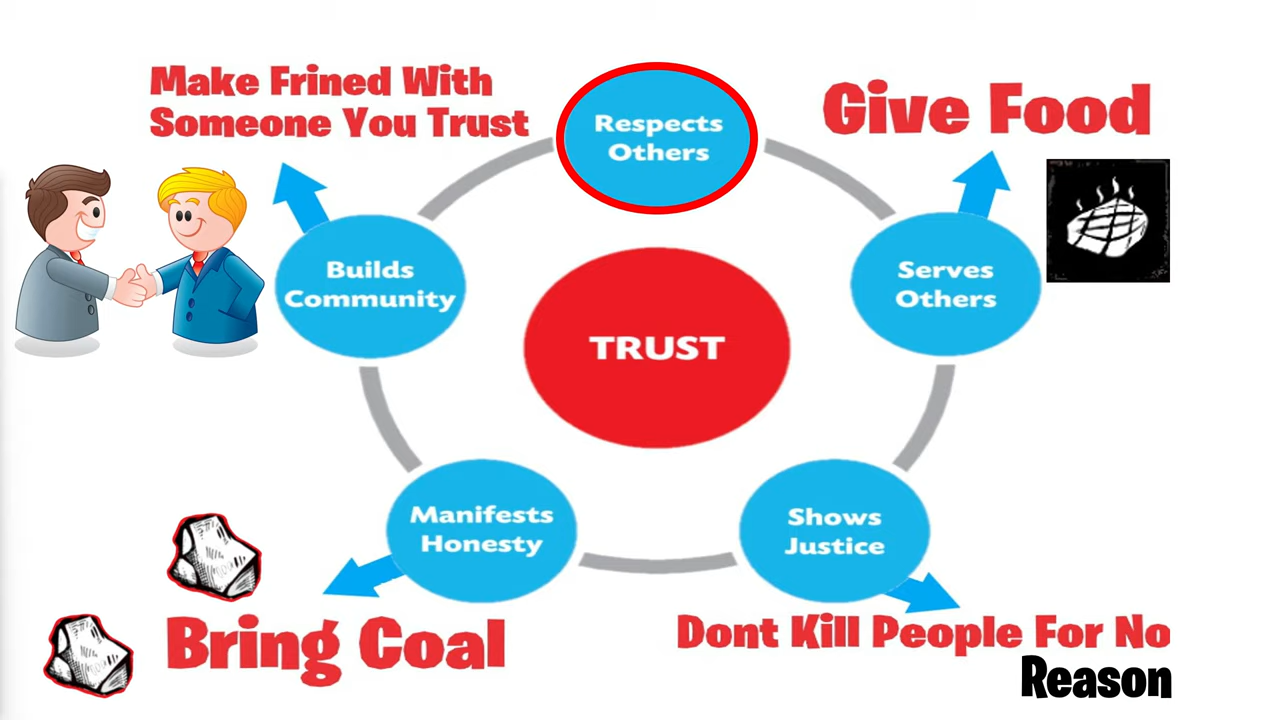 Make Frined With
Someone You Trust
Respects
Others
Give Food
Builds
Community
Serves
Others
TRUST
Manifests
Honesty
Shows
Justice
Bring Coal
Dont Kill People For No
Reason